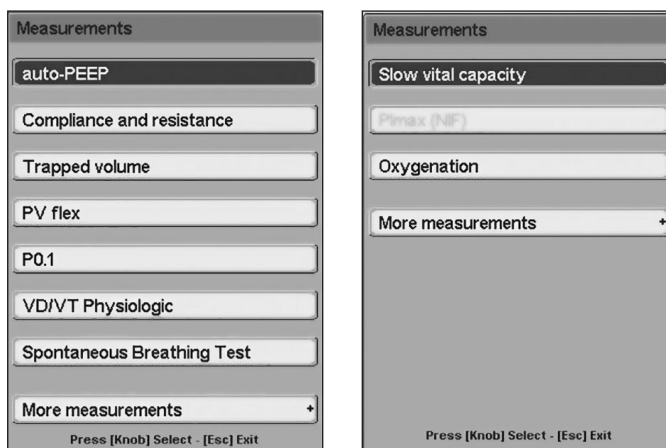 Measurements
auto-PEEP
Compliance and resistance
Trapped volume
PV flex
P0.1
VD/VT Physiologic
Spontaneous Breathing Test
More measurements +
Press [Knob] Select - [Esc] Exit
Measurements
Slow vital capacity
PImax (NIF)
Oxygenation
More measurements +
Press [Knob] Select - [Esc] Exit